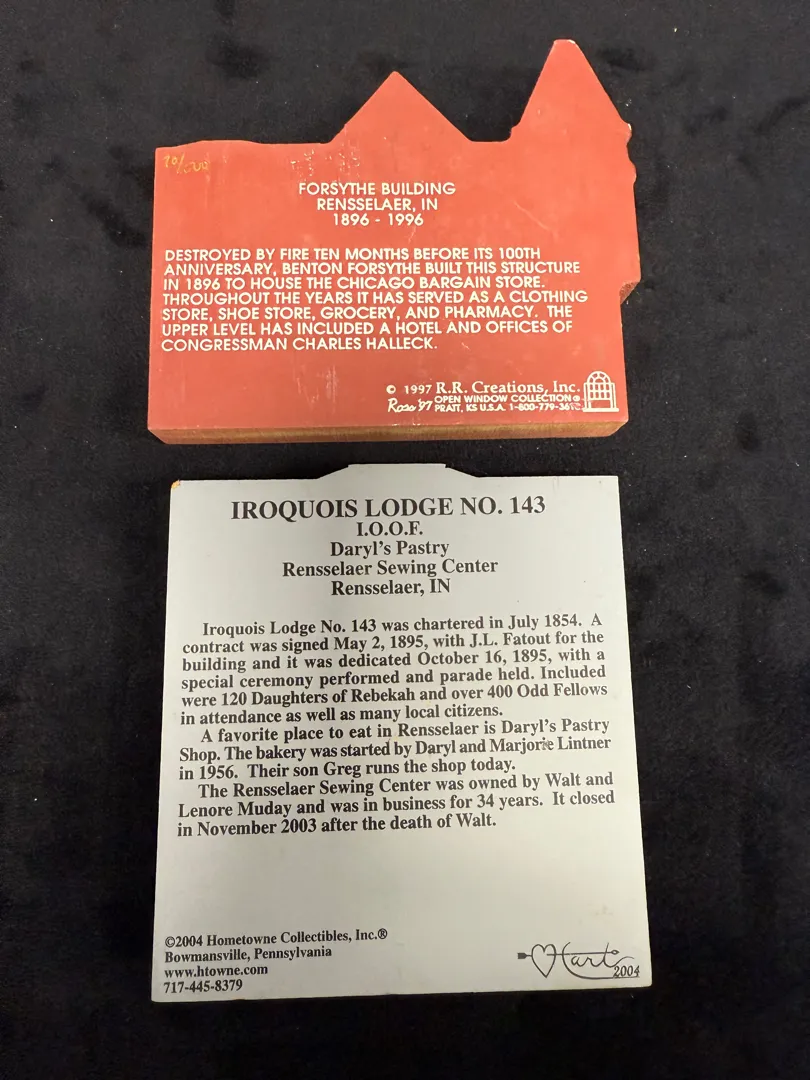 FORSYTHE BUILDING
RENSSELAER, IN
1896 - 1996
DESTROYED BY FIRE TEN MONTHS BEFORE ITS 100TH
ANNIVERSARY, BENTON FORSYTHE BUILT THIS STRUCTURE
IN 1896 TO HOUSE THE CHICAGO BARGAIN STORE.
THROUGHOUT THE YEARS IT HAS SERVED AS A CLOTHING
STORE, SHOE STORE, GROCERY, AND PHARMACY. THE
UPPER LEVEL HAS INCLUDED A HOTEL AND OFFICES OF
CONGRESSMAN CHARLES HALLECK.
© 1997 R.R. Creations, Inc.
OPEN WINDOW COLLECTION®
'97 PRATT, KS U.S.A.
IROQUOIS LODGE NO. 143
I.O.O.F.
Daryl's Pastry
Rensselaer Sewing Center
Rensselaer, IN
Iroquois Lodge No. 143 was chartered in July 1854. A
contract was signed May 2, 1895, with J.L. Fatout for the
building and it was dedicated October 16, 1895, with a
special ceremony performed and parade held. Included
were 120 Daughters of Rebekah and over 400 Odd Fellows
in attendance as well as many local citizens.
A favorite place to eat in Rensselaer is Daryl's Pastry
Shop. The bakery was started by Daryl and Marjorie Lintner
in 1956. Their son Greg runs the shop today.
The Rensselaer Sewing Center was owned by Walt and
Lenore Muday and was in business for 34 years. It closed
in November 2003 after the death of Walt.
©2004 Hometowne Collectibles, Inc.®
Bowmansville, Pennsylvania
www.htowne.com
717-445-8379
2004